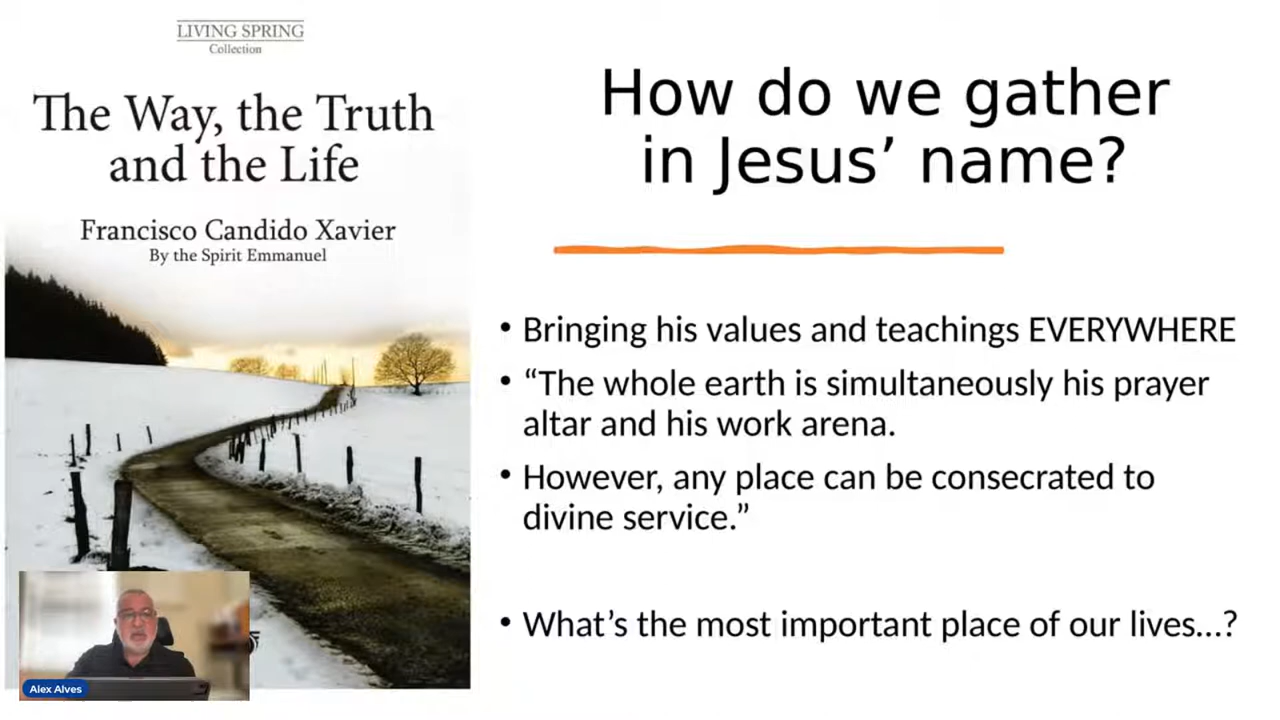 LIVING SPRING
Collection
The Way, the Truth
and the Life
Francisco Candido Xavier
By the Spirit Emmanuel
How do we gather
in Jesus’ name?
• Bringing his values and teachings EVERYWHERE
• “The whole earth is simultaneously his prayer
altar and his work arena.
• However, any place can be consecrated to
divine service.”
• What’s the most important place of our lives...?
Alex Alves